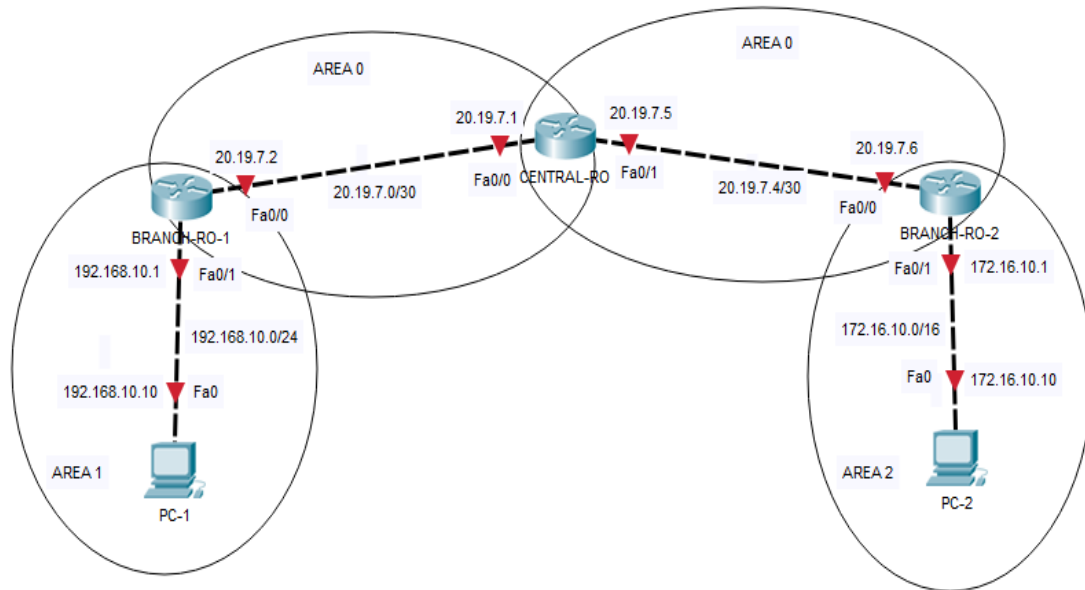 AREA 0
AREA 0
20.19.7.1
20.19.7.5
20.19.7.2
20.19.7.6
Fa0/0
Fa0/1
CENTRAL-RO
20.19.7.0/30
20.19.7.4/30
Fa0/0
Fa0/0
BRANCH-RO-1
BRANCH-RO-2
192.168.10.1
Fa0/1
Fa0/1
172.16.10.1
192.168.10.0/24
172.16.10.0/16
192.168.10.10
Fa0
Fa0
172.16.10.10
AREA 1
AREA 2
PC-1
PC-2